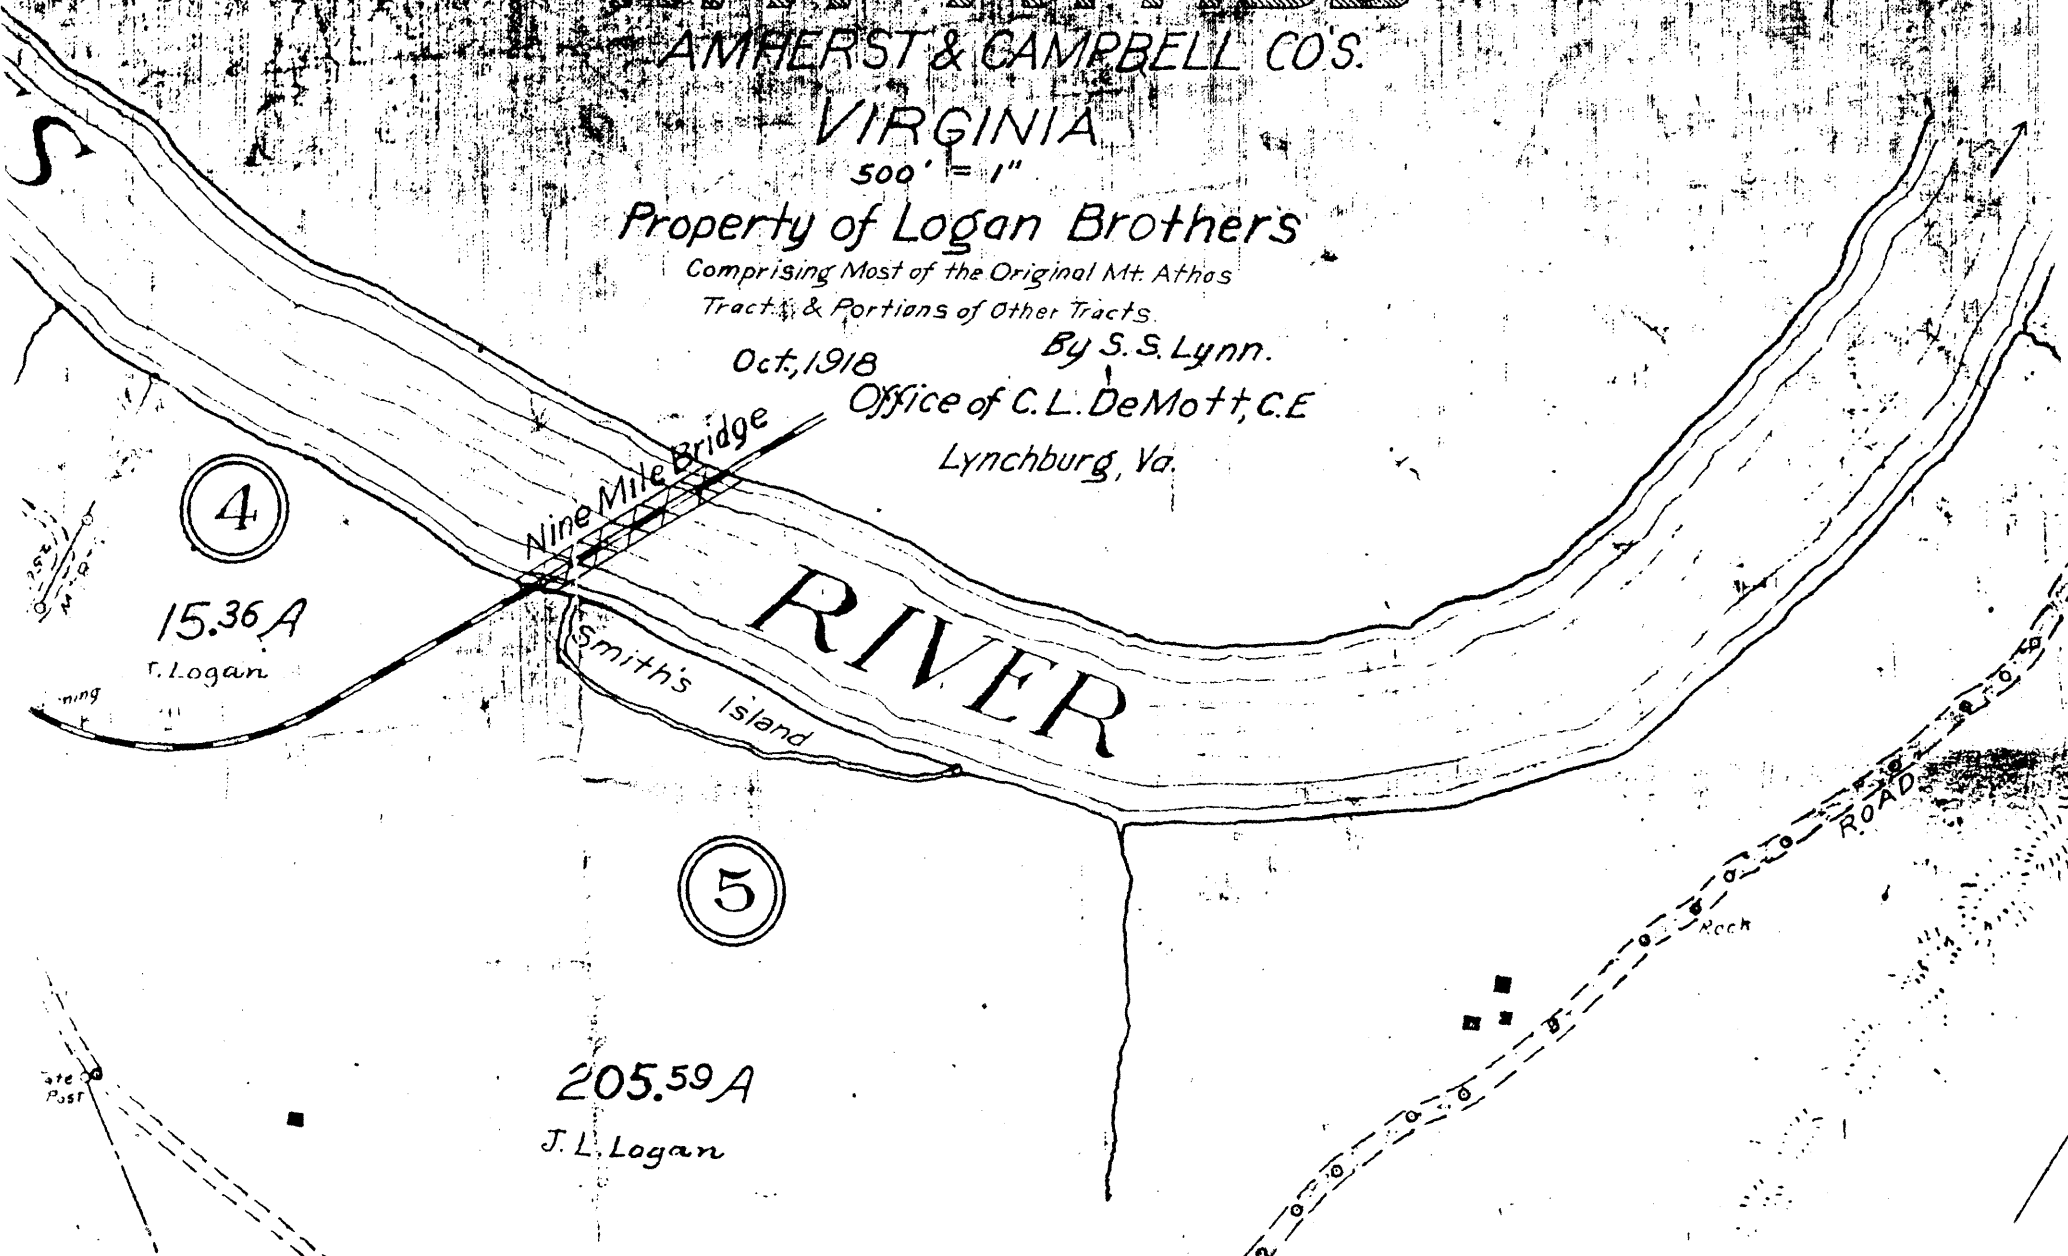 AMHERST & CAMPBELL CO'S.
VIRGINIA
500' = 1"
Property of Logan Brothers
Comprising Most of the Original Mt. Athos
Tracts & Portions of Other Tracts.
Oct., 1918
By S. S. Lynn.
Office of C. L. DeMott, C.E
Lynchburg, Va.
S
Nine Mile Bridge
RIVER
4
15.36 A
Logan
Smith's Island
ROAD
Rock
5
205.59 A
J. L. Logan
Post